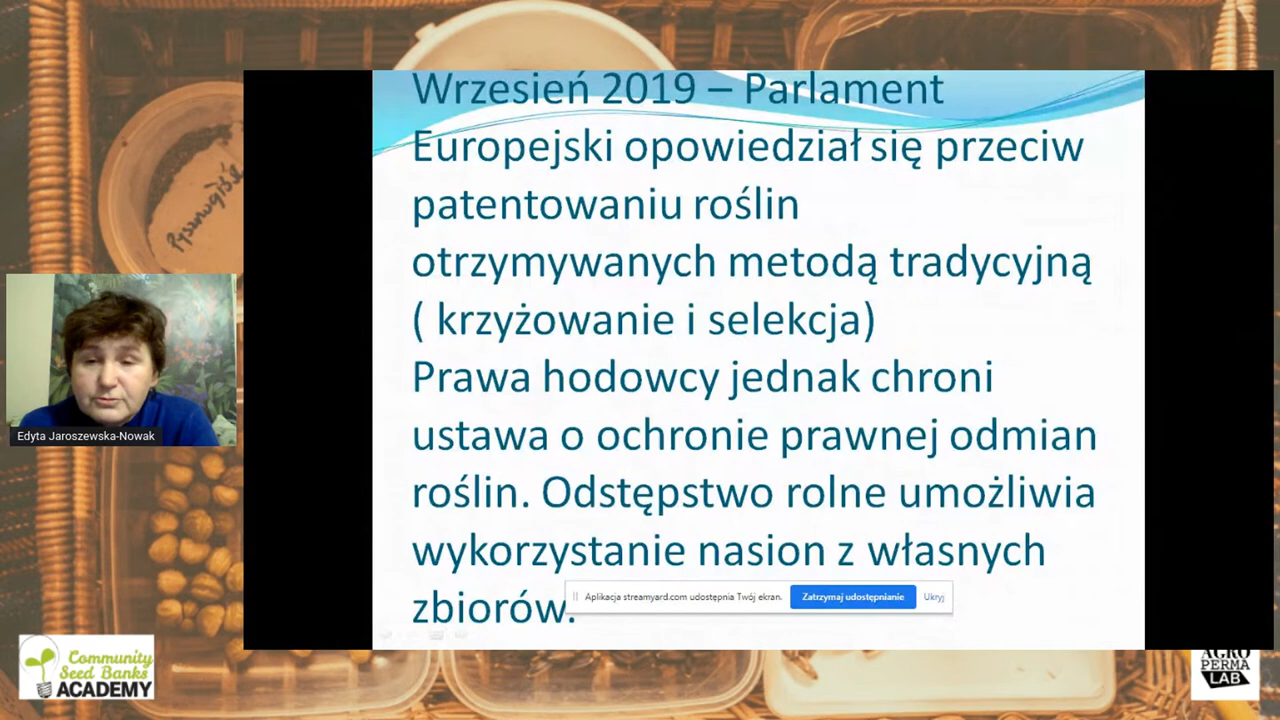 Wrzesień 2019 – Parlament
Europejski opowiedział się przeciw
patentowaniu roślin
otrzymywanych metodą tradycyjną
( krzyżowanie i selekcja)
Prawa hodowcy jednak chroni
ustawa o ochronie prawnej odmian
roślin. Odstępstwo rolne umożliwia
wykorzystanie nasion z własnych
zbiorów.
Aplikacja streamyard.com udostępnia Twój ekran.
Zatrzymaj udostępnianie
Ukryj
Edyta Jaroszewska-Nowak
Community
Seed Banks
ACADEMY
AGRO
PERMA
LAB